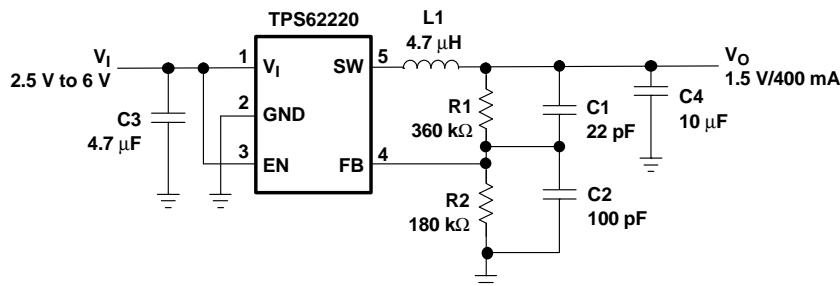 TPS62220
L1
4.7 μH
V_I
2.5 V to 6 V
C3
4.7 μF
1
V_I
SW
5
2
GND
3
EN
FB
4
R1
360 kΩ
C1
22 pF
C4
10 μF
V_O
1.5 V/400 mA
R2
180 kΩ
C2
100 pF